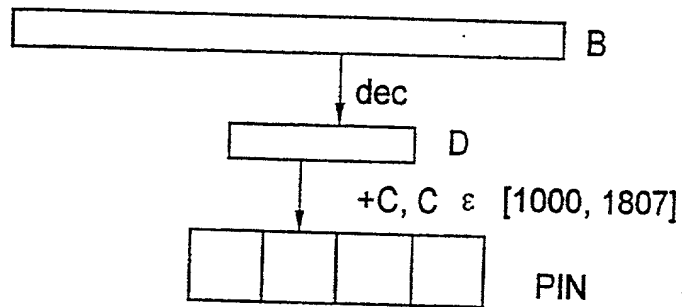 B
dec
D
+C, C ε [1000, 1807]
PIN